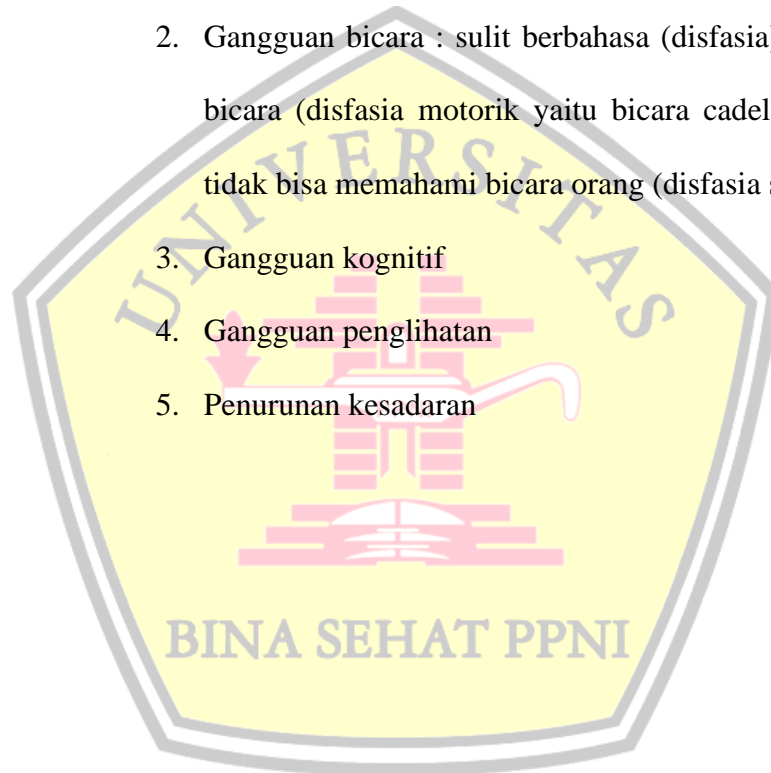 2. Gangguan bicara : sulit berbahasa (disfasia)
bicara (disfasia motorik yaitu bicara cadel
tidak bisa memahami bicara orang (disfasia
3. Gangguan kognitif
4. Gangguan penglihatan
5. Penurunan kesadaran
UNIVERSITAS
BINA SEHAT PPNI